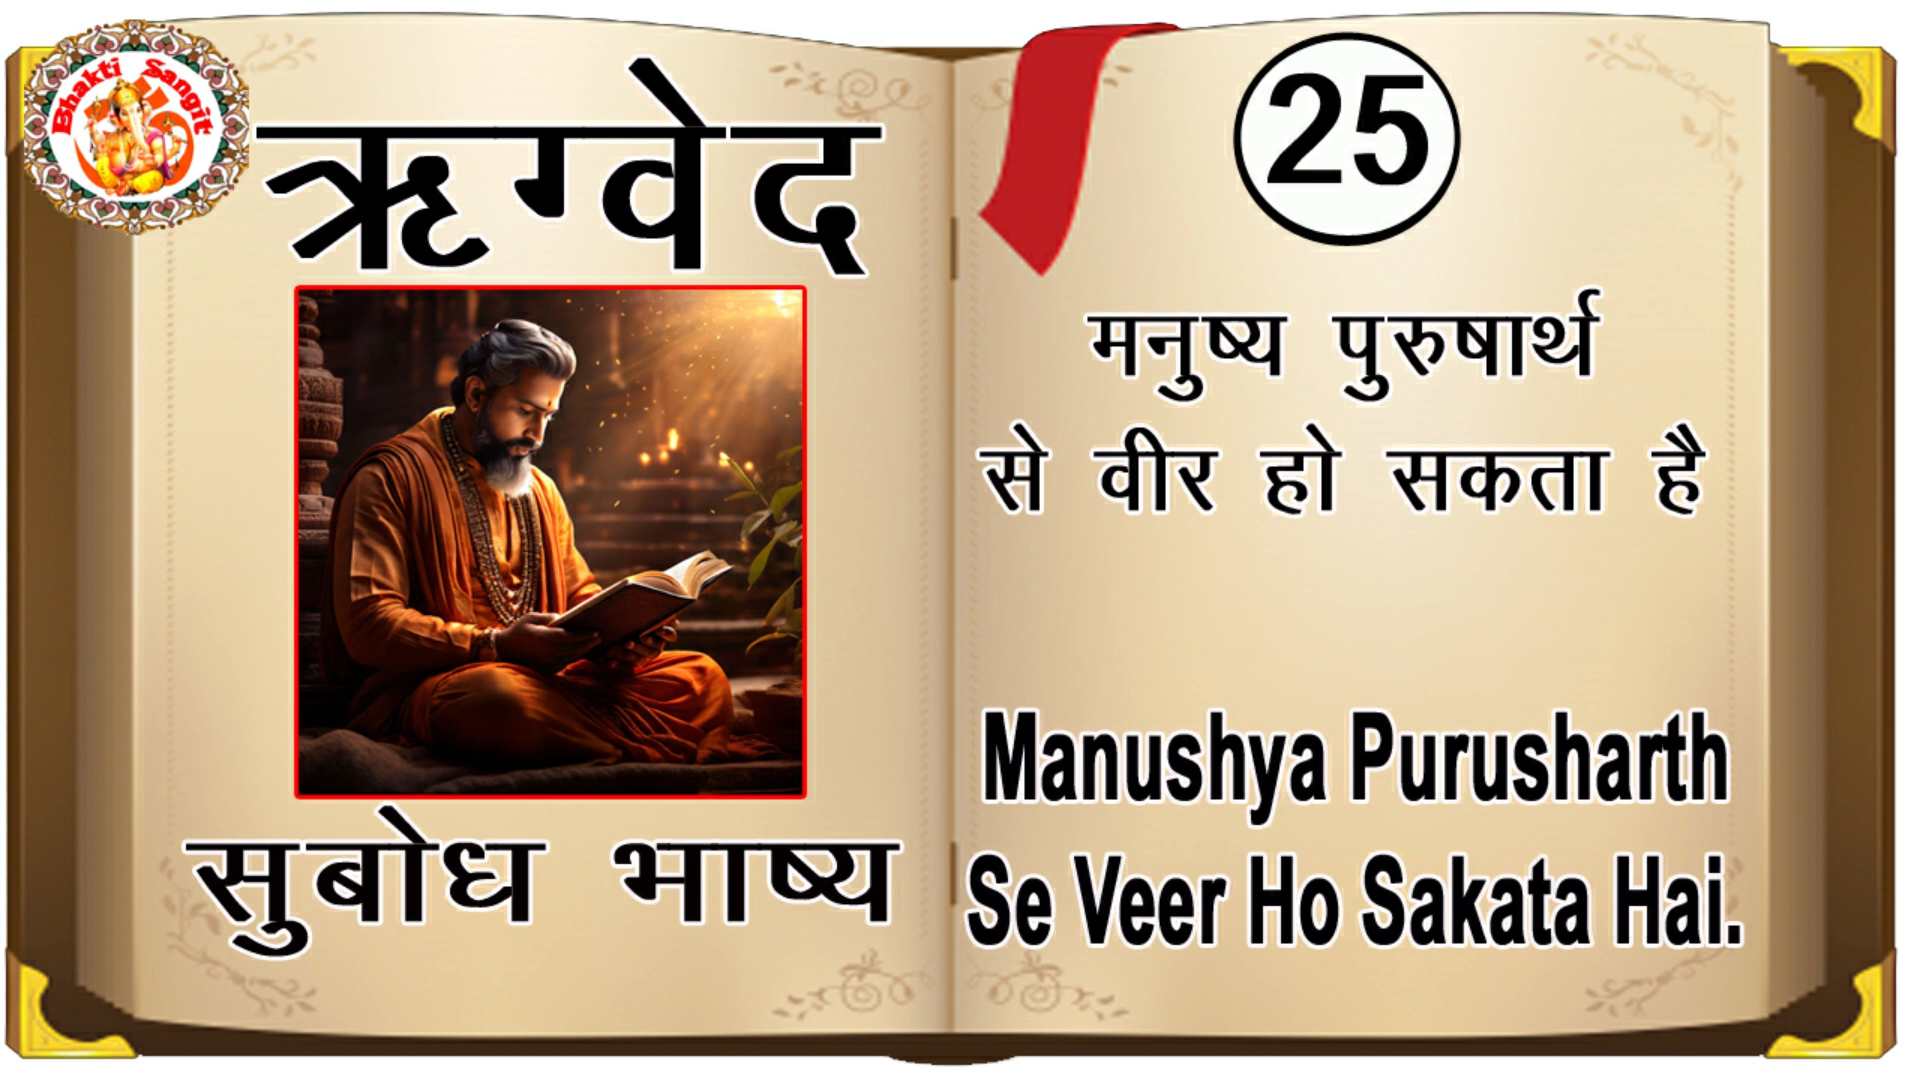 Bhakti Sangit
ऋग्वेद
सुबोध भाष्य
25
मनुष्य पुरुषार्थ
से वीर हो सकता है
Manushya Purusharth
Se Veer Ho Sakata Hai.